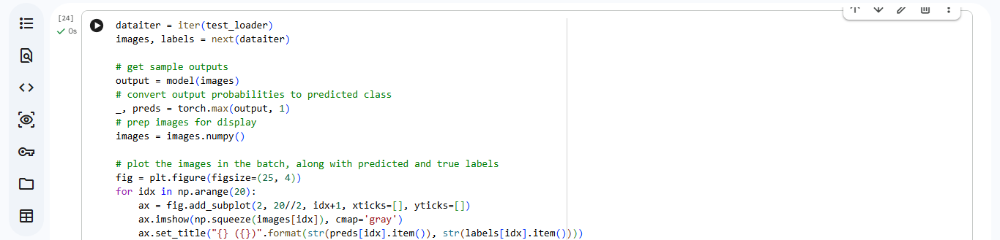 [24]
0s
dataiter = iter(test_loader)
images, labels = next(dataiter)
# get sample outputs
output = model(images)
# convert output probabilities to predicted class
_, preds = torch.max(output, 1)
# prep images for display
images = images.numpy()
# plot the images in the batch, along with predicted and true labels
fig = plt.figure(figsize=(25, 4))
for idx in np.arange(20):
    ax = fig.add_subplot(2, 20//2, idx+1, xticks=[], yticks=[])
    ax.imshow(np.squeeze(images[idx]), cmap='gray')
    ax.set_title("{} ({})".format(str(preds[idx].item()), str(labels[idx].item())))